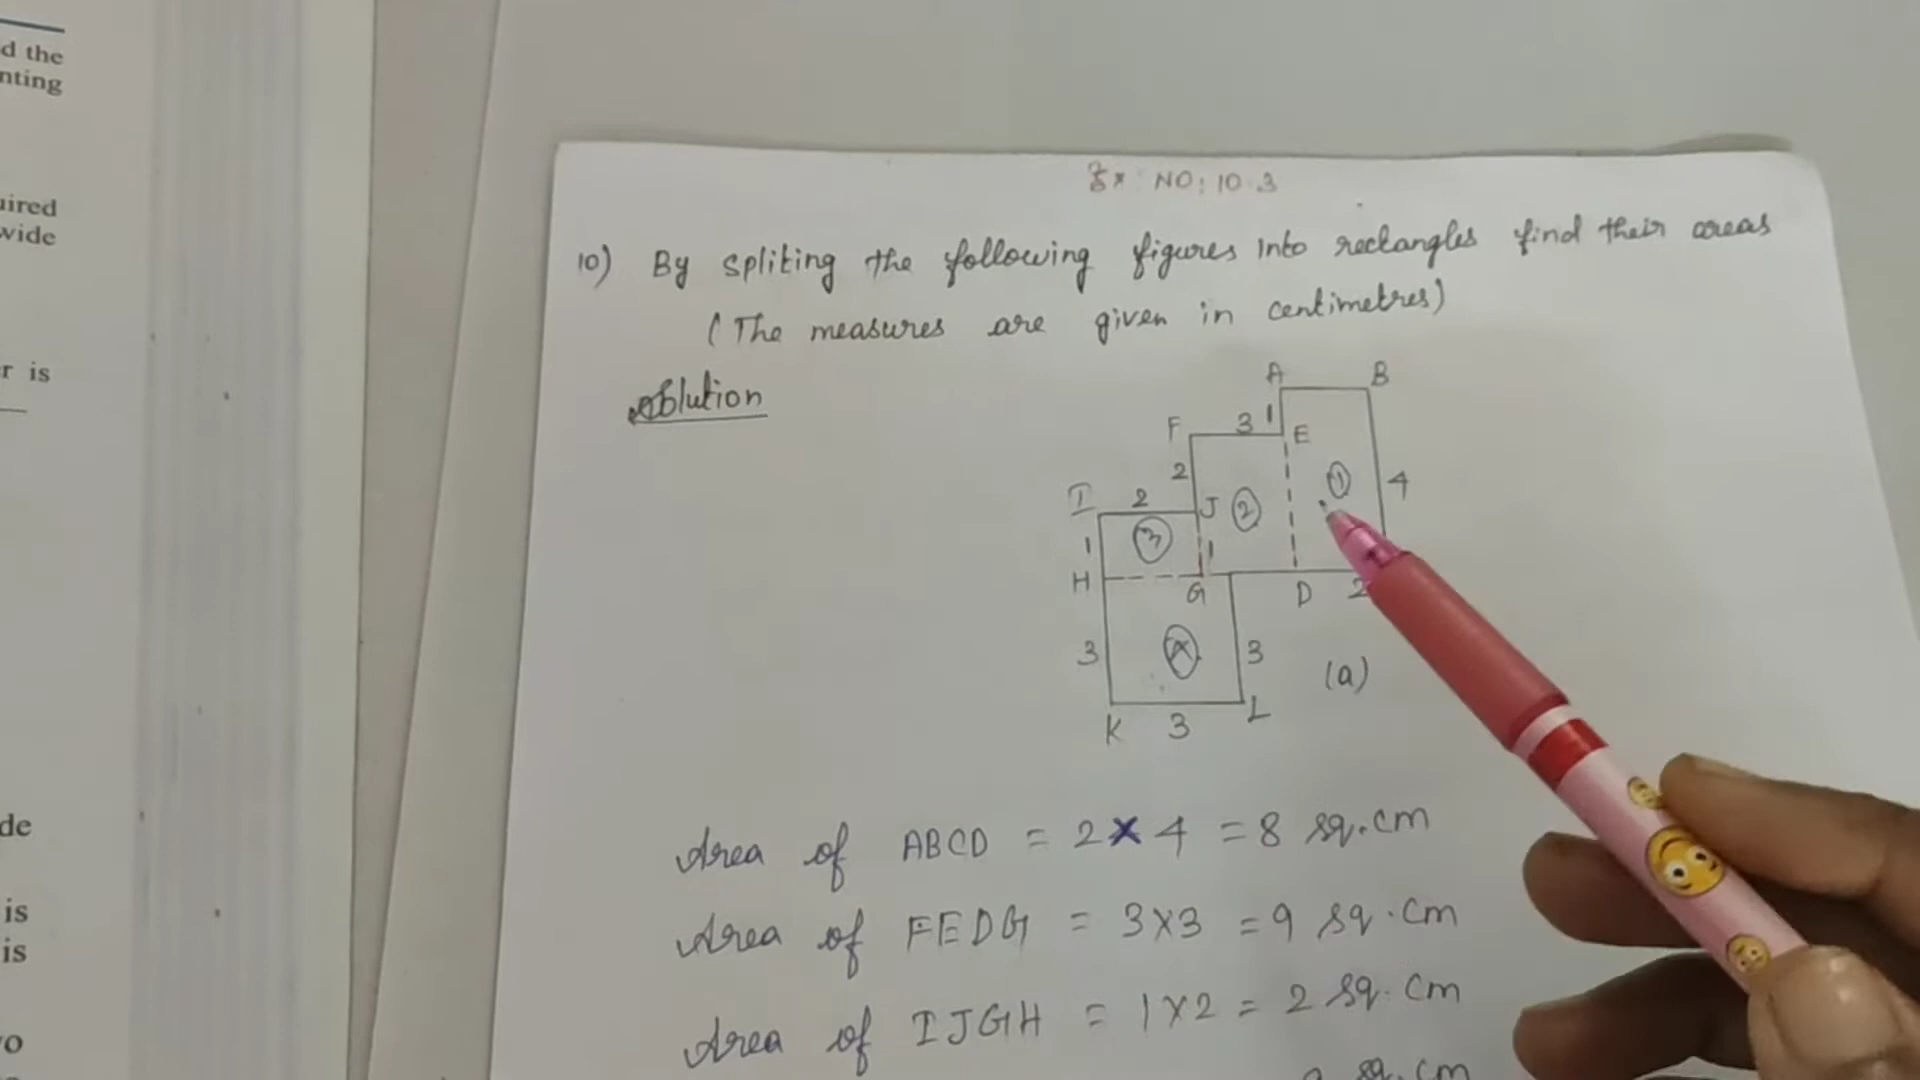 d the
nting
uired
wide
r is
de
is
is
Ex: NO: 10.3
10) By spliting the following figures into rectangles find their areas
(The measures are given in centimetres)
Solution
A B
F 3 1 E
2 1 4
I 2 J 2
1 3 1
H G D 2
3 3 (a)
K 3 L
Area of ABCD = 2 × 4 = 8 sq.cm
Area of FEDG = 3×3 = 9 sq.cm
Area of IJGH = 1×2 = 2 sq.cm
sq.cm